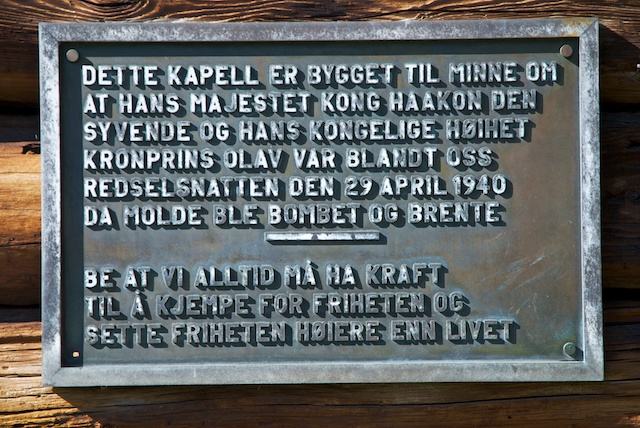 DETTE KAPELL ER BYGGET TIL MINNE OM
AT HANS MAJESTET KONG HAAKON DEN
SYVENDE OG HANS KONGELIGE HØIHET
KRONPRINS OLAV VAR BLANDT OSS
REDSELSNATTEN DEN 29 APRIL 1940
DA MOLDE BLE BOMBET OG BRENTE
BE AT VI ALLTID MÅ HA KRAFT
TIL Å KJEMPE FOR FRIHETEN OG
SETTE FRIHETEN HØIERE ENN LIVET